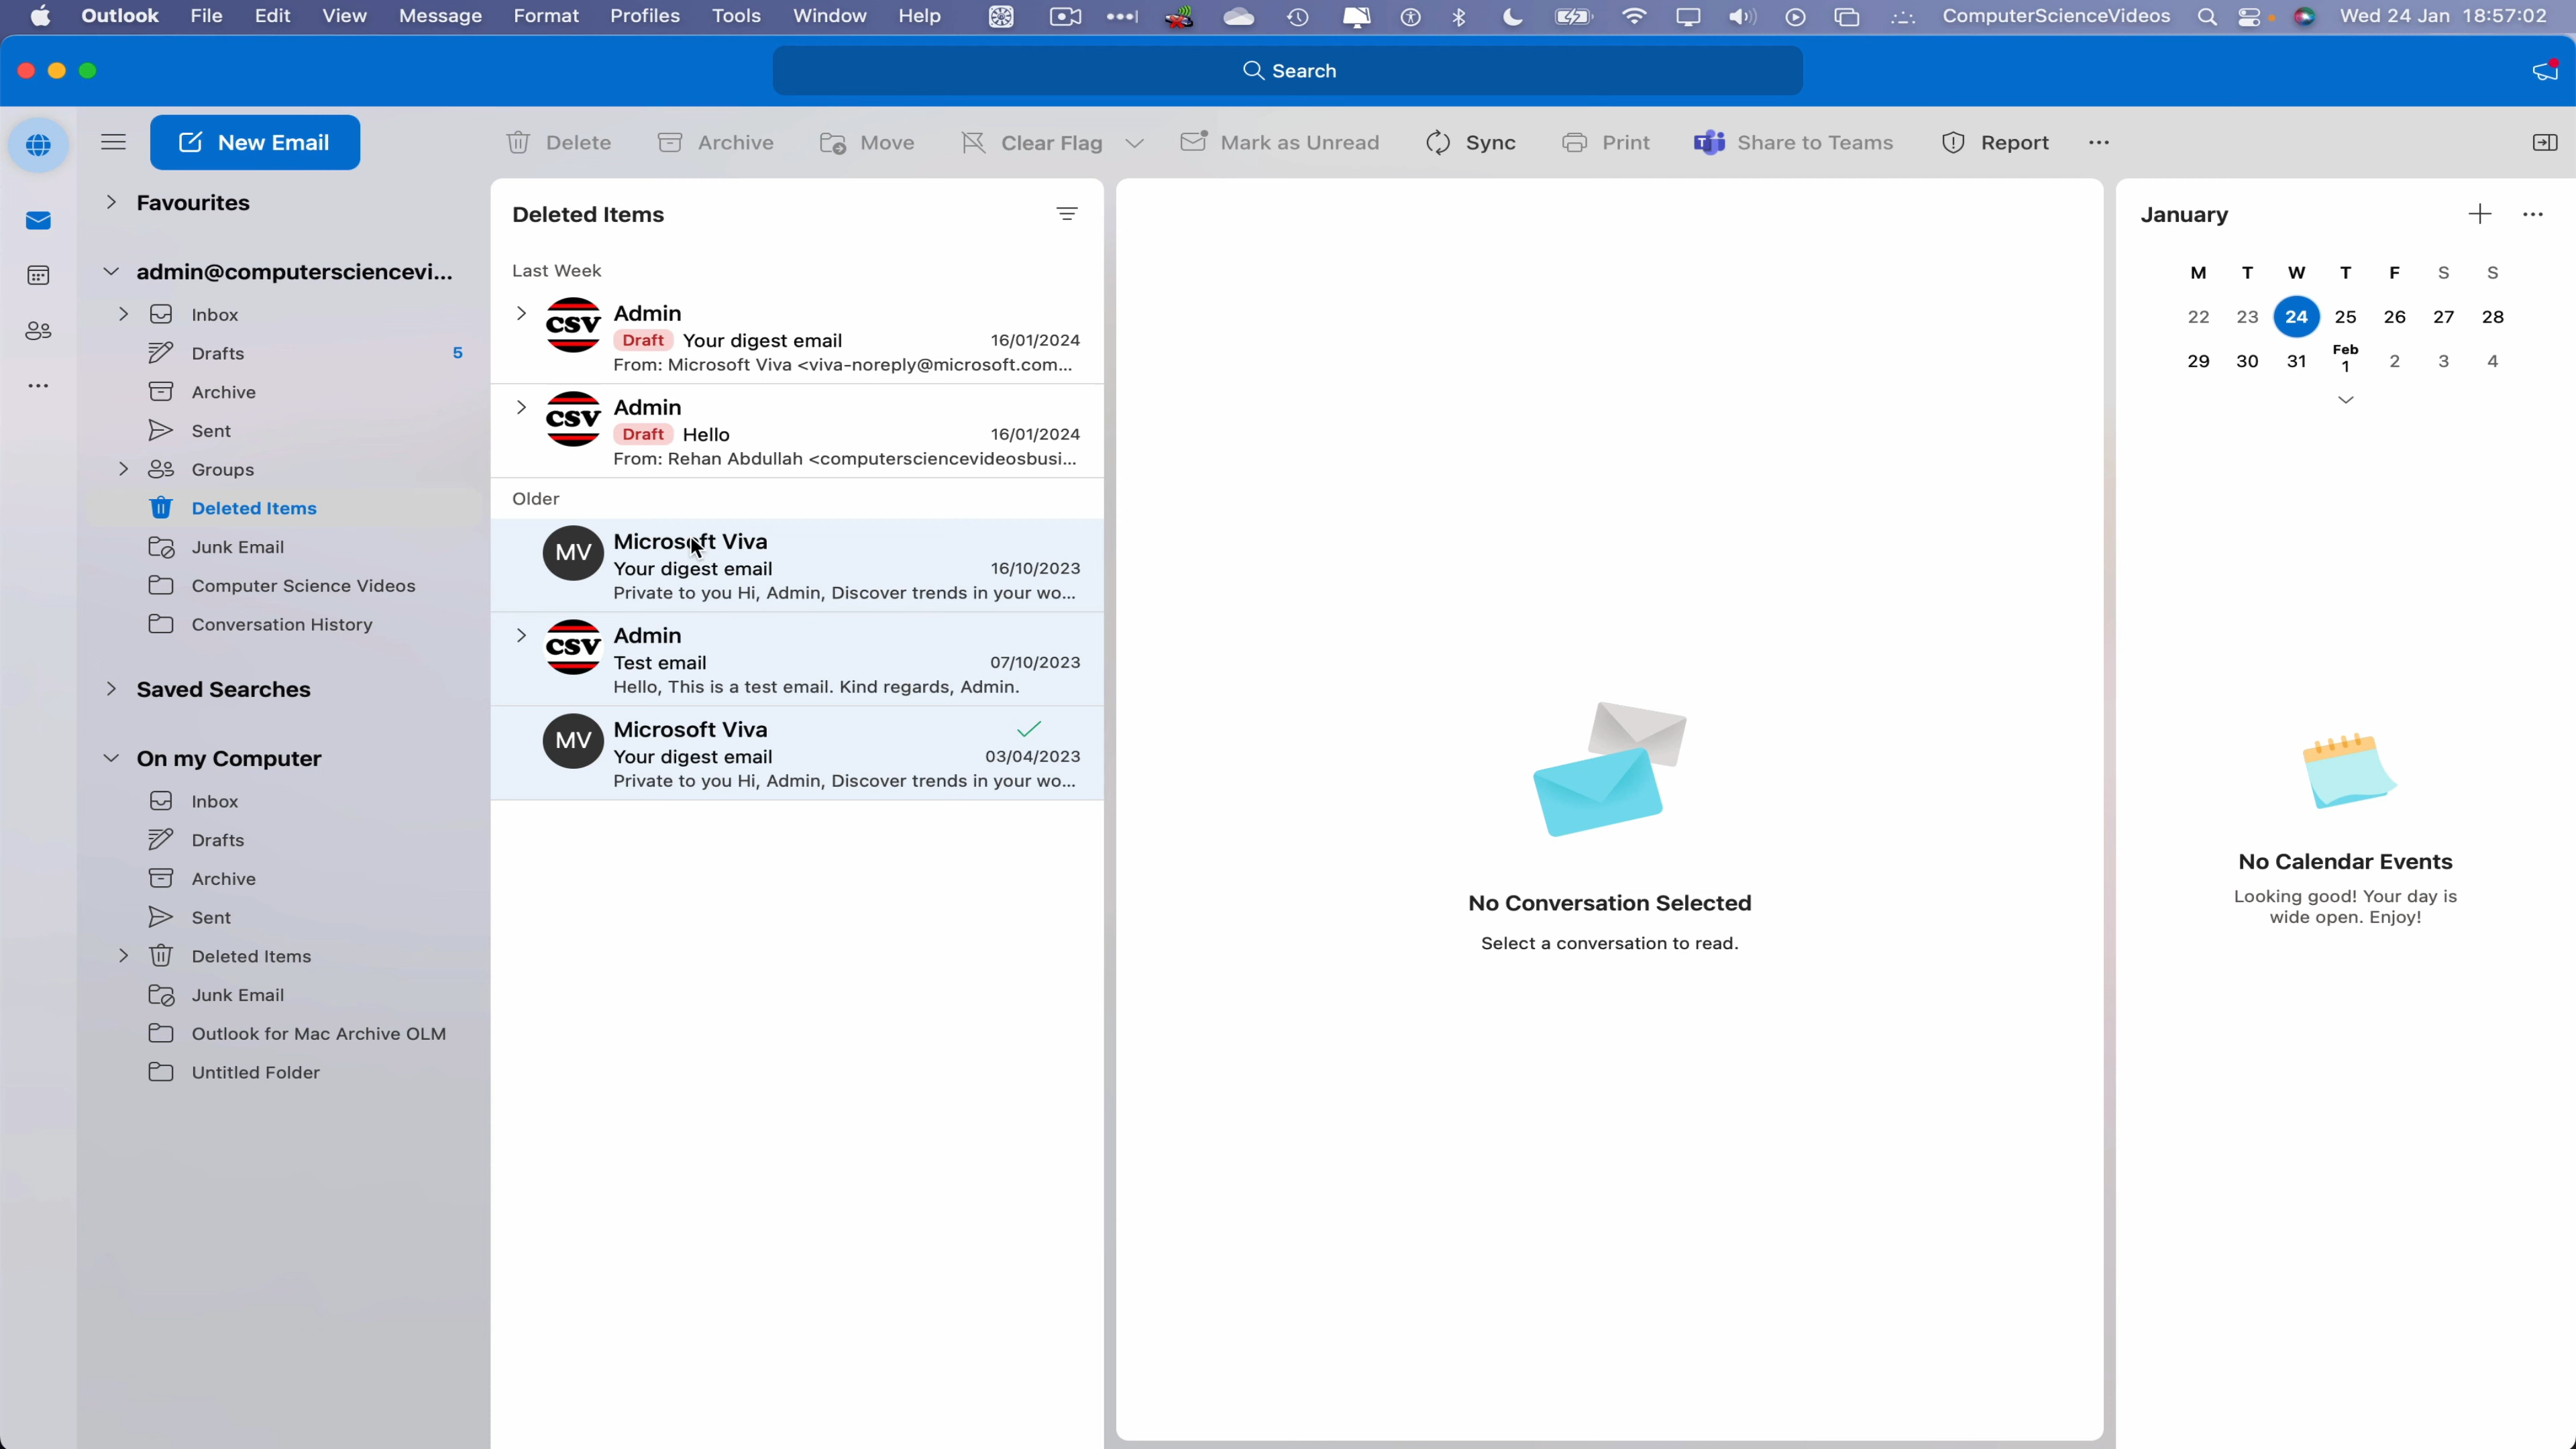 Outlook File Edit View Message Format Profiles Tools Window Help ComputerScienceVideos Wed 24 Jan 18:57:02
Search
New Email Delete Archive Move Clear Flag Mark as Unread Sync Print Share to Teams Report
Favourites
admin@computersciencevi...
Inbox
Drafts 5
Archive
Sent
Groups
Deleted Items
Junk Email
Computer Science Videos
Conversation History
Saved Searches
On my Computer
Inbox
Drafts
Archive
Sent
Deleted Items
Junk Email
Outlook for Mac Archive OLM
Untitled Folder
Deleted Items
Last Week
CSV
Admin
Draft Your digest email 16/01/2024
From: Microsoft Viva <viva-noreply@microsoft.com...
CSV
Admin
Draft Hello 16/01/2024
From: Rehan Abdullah <computersciencevideosbusi...
Older
MV
Microsoft Viva
Your digest email 16/10/2023
Private to you Hi, Admin, Discover trends in your wo...
CSV
Admin
Test email 07/10/2023
Hello, This is a test email. Kind regards, Admin.
MV
Microsoft Viva
Your digest email 03/04/2023
Private to you Hi, Admin, Discover trends in your wo...
No Conversation Selected
Select a conversation to read.
January
M T W T F S S
22 23 24 25 26 27 28
29 30 31 Feb 1 2 3 4
No Calendar Events
Looking good! Your day is
wide open. Enjoy!